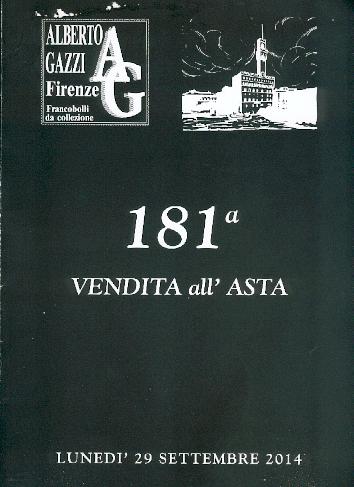 ALBERTO
GAZZI
Firenze
Francobolli
da collezione
AG
181a
VENDITA all' ASTA
LUNEDI' 29 SETTEMBRE 2014